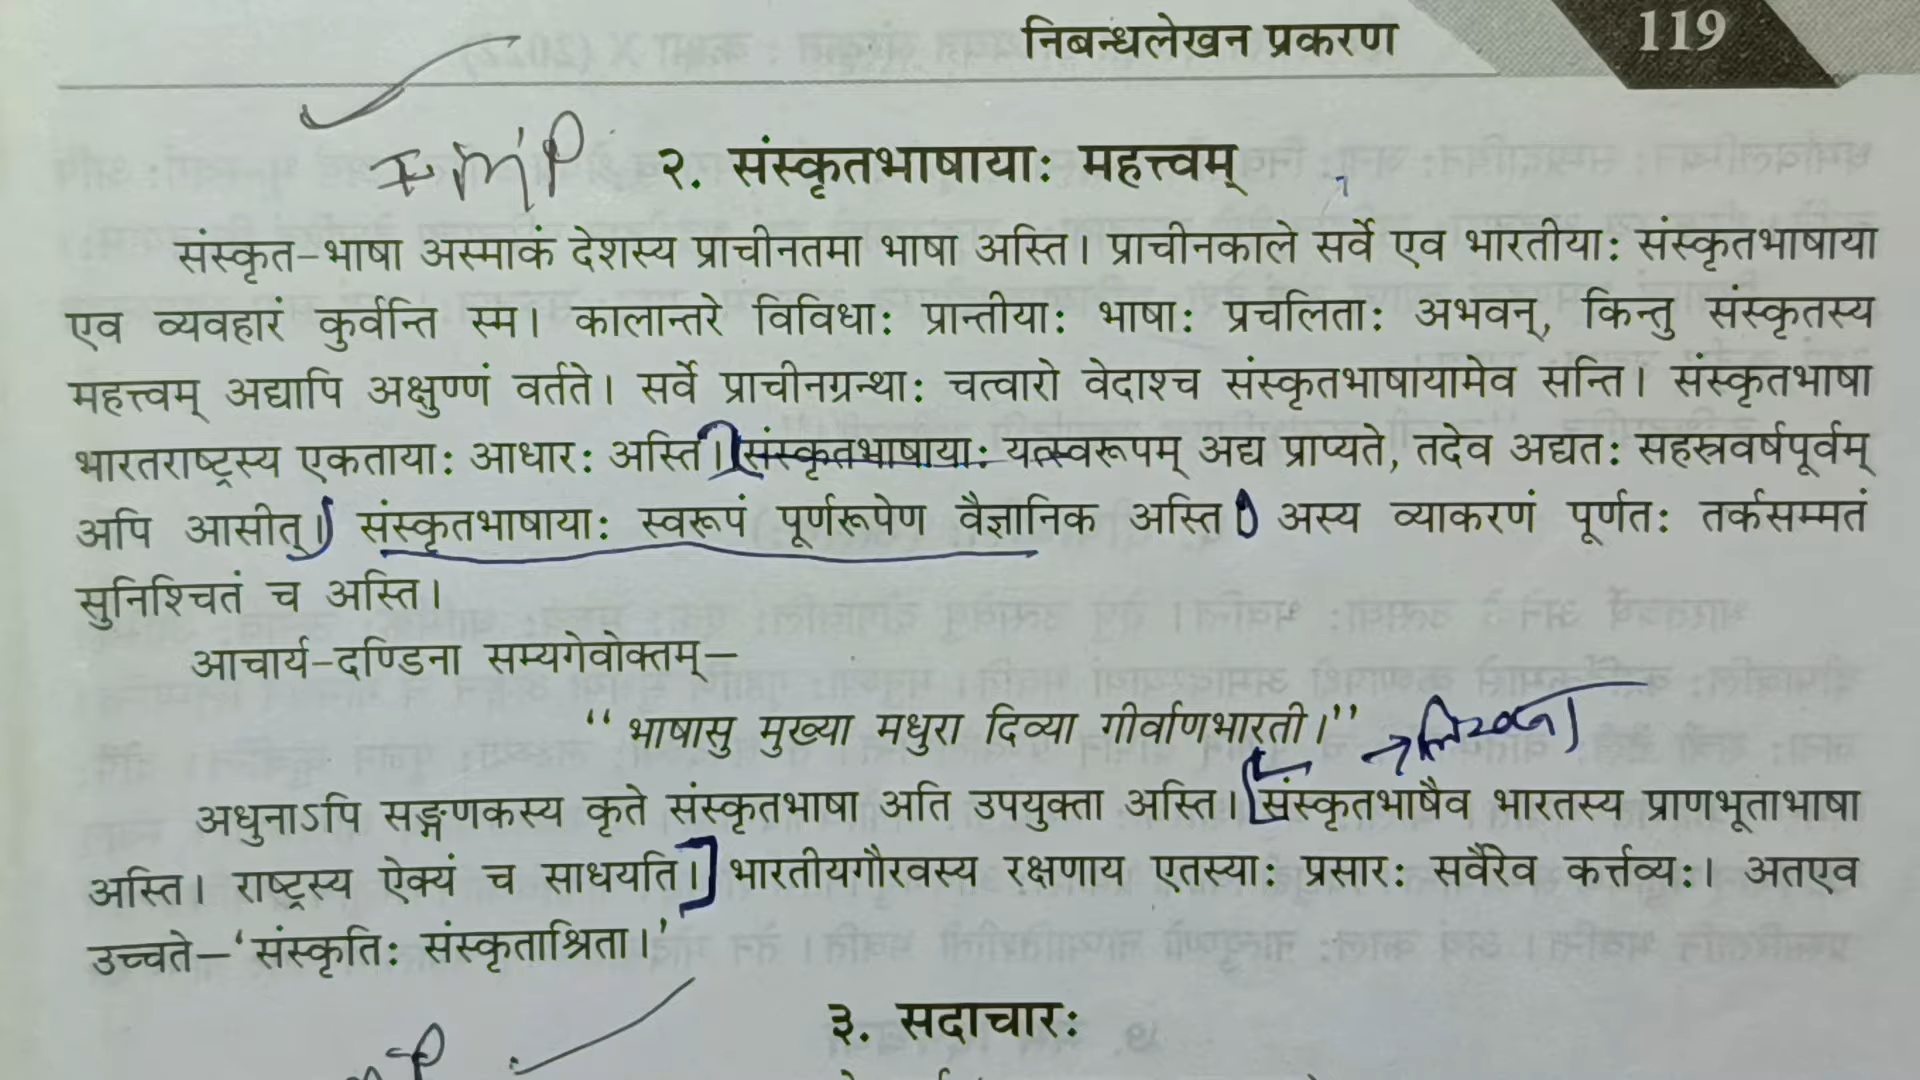 निबन्धलेखन प्रकरण 119
Imp २. संस्कृतभाषायाः महत्त्वम्
संस्कृत-भाषा अस्माकं देशस्य प्राचीनतमा भाषा अस्ति। प्राचीनकाले सर्वे एव भारतीयाः संस्कृतभाषाया
एव व्यवहारं कुर्वन्ति स्म। कालान्तरे विविधाः प्रान्तीयाः भाषाः प्रचलिताः अभवन्, किन्तु संस्कृतस्य
महत्त्वम् अद्यापि अक्षुण्णं वर्तते। सर्वे प्राचीनग्रन्थाः चत्वारो वेदाश्च संस्कृतभाषायामेव सन्ति। संस्कृतभाषा
भारतराष्ट्रस्य एकतायाः आधारः अस्ति। संस्कृतभाषायाः यत्स्वरूपम् अद्य प्राप्यते, तदेव अद्यतः सहस्रवर्षपूर्वम्
अपि आसीत्। संस्कृतभाषायाः स्वरूपं पूर्णरूपेण वैज्ञानिक अस्ति। अस्य व्याकरणं पूर्णतः तर्कसम्मतं
सुनिश्चितं च अस्ति।
आचार्य-दण्डिना सम्यगेवोक्तम्—
“भाषासु मुख्या मधुरा दिव्या गीर्वाणभारती।”
अधुनाऽपि सङ्गणकस्य कृते संस्कृतभाषा अति उपयुक्ता अस्ति। संस्कृतभाषैव भारतस्य प्राणभूताभाषा
अस्ति। राष्ट्रस्य ऐक्यं च साधयति। भारतीयगौरवस्य रक्षणाय एतस्याः प्रसारः सर्वैरेव कर्त्तव्यः। अतएव
उच्चते—‘संस्कृतिः संस्कृताश्रिता।’
३. सदाचारः